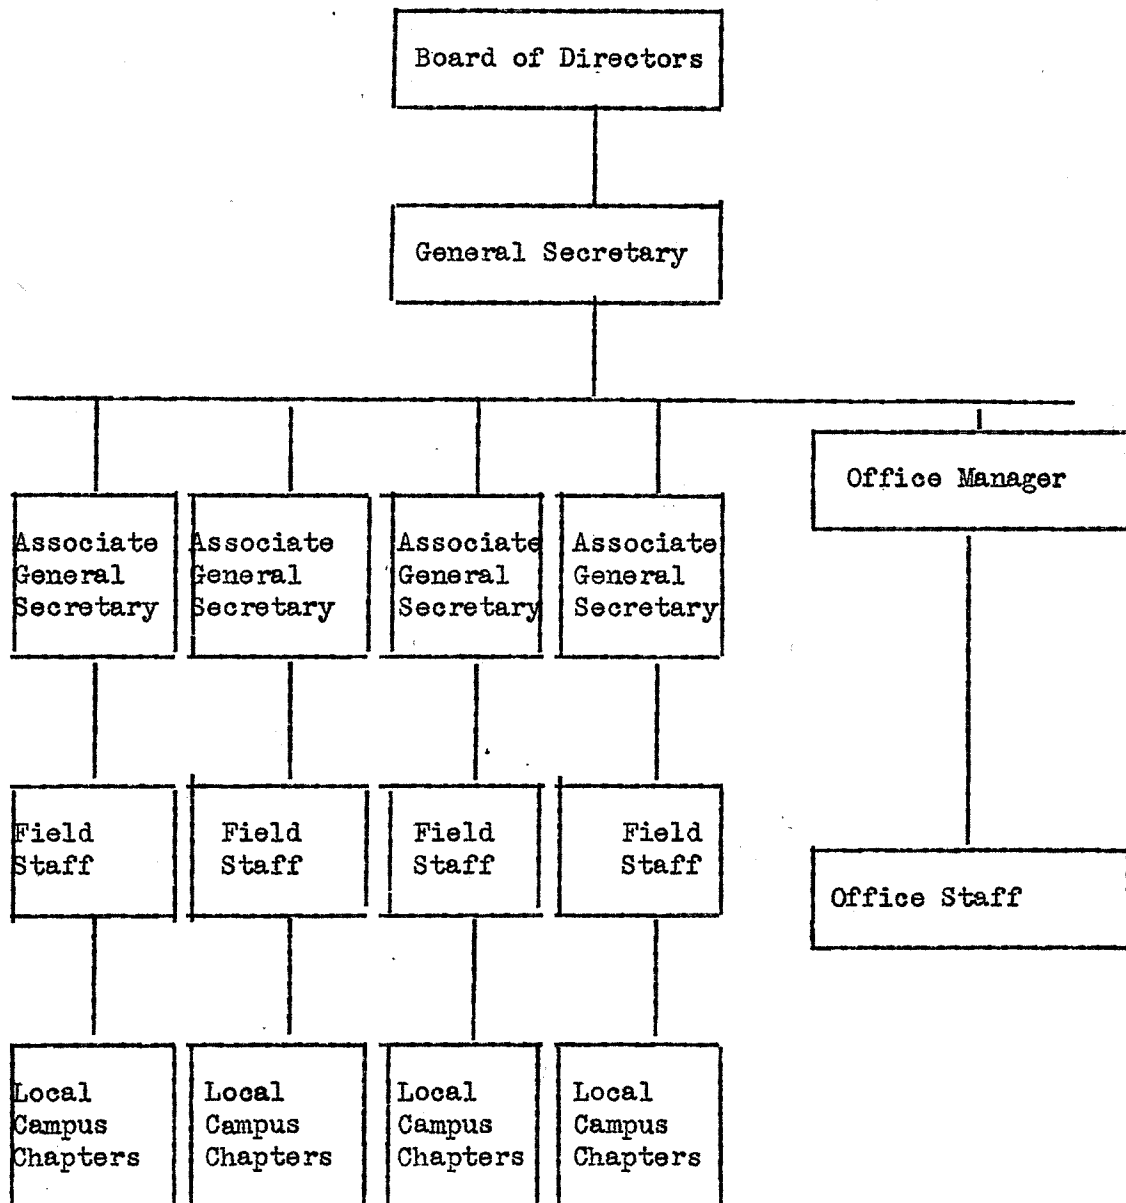 Board of Directors
General Secretary
Office Manager
Associate
General
Secretary
Associate
General
Secretary
Associate
General
Secretary
Associate
General
Secretary
Field
Staff
Field
Staff
Field
Staff
Field
Staff
Office Staff
Local
Campus
Chapters
Local
Campus
Chapters
Local
Campus
Chapters
Local
Campus
Chapters